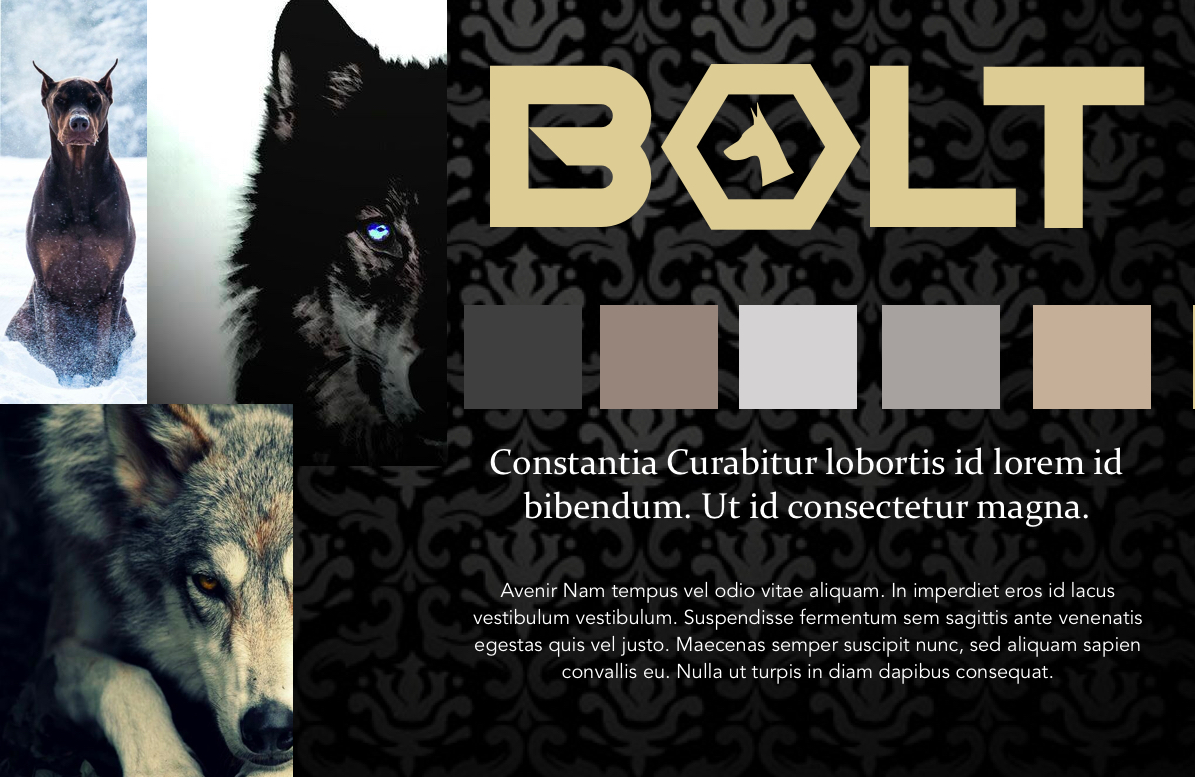 BOLT
Constantia Curabitur lobortis id lorem id
bibendum. Ut id consectetur magna.
Avenir Nam tempus vel odio vitae aliquam. In imperdiet eros id lacus
vestibulum vestibulum. Suspendisse fermentum sem sagittis ante venenatis
egestas quis vel justo. Maecenas semper suscipit nunc, sed aliquam sapien
convallis eu. Nulla ut turpis in diam dapibus consequat.